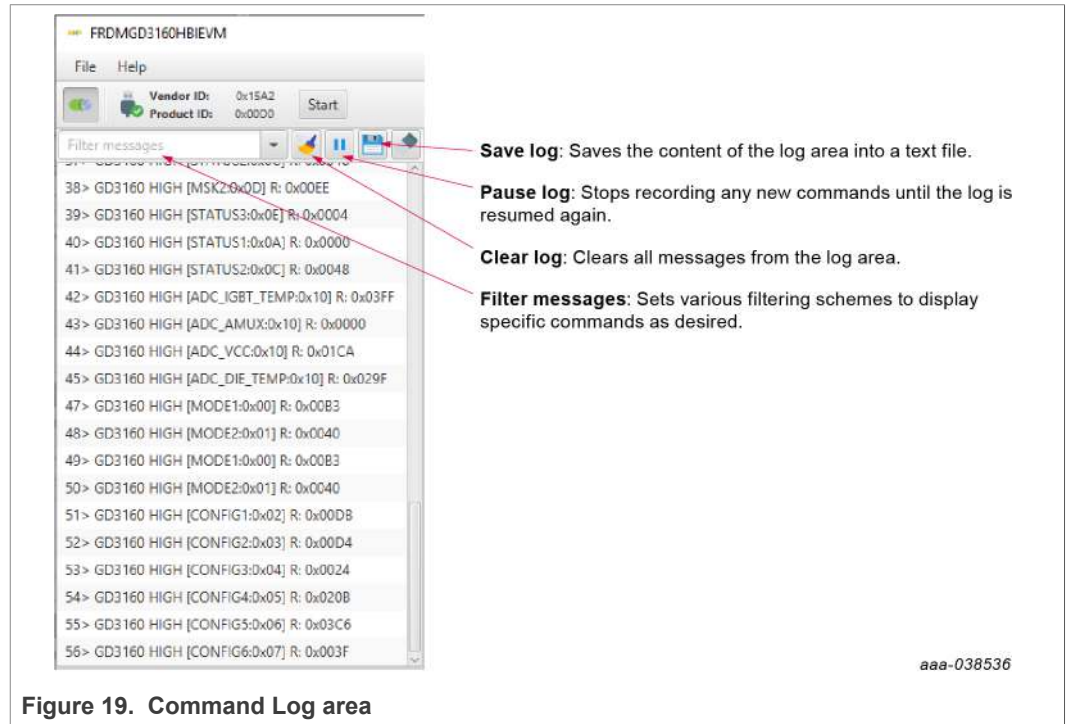 FRDMGD3160HBIEVM
File Help
Vendor ID: 0x15A2
Product ID: 0x00D0
Start
Filter messages
38> GD3160 HIGH [MSK2:0x0D] R: 0x00EE
39> GD3160 HIGH [STATUS3:0x0E] R: 0x0004
40> GD3160 HIGH [STATUS1:0x0A] R: 0x0000
41> GD3160 HIGH [STATUS2:0x0C] R: 0x0048
42> GD3160 HIGH [ADC_IGBT_TEMP:0x10] R: 0x03FF
43> GD3160 HIGH [ADC_AMUX:0x10] R: 0x0000
44> GD3160 HIGH [ADC_VCC:0x10] R: 0x01CA
45> GD3160 HIGH [ADC_DIE_TEMP:0x10] R: 0x029F
47> GD3160 HIGH [MODE1:0x00] R: 0x00B3
48> GD3160 HIGH [MODE2:0x01] R: 0x0040
49> GD3160 HIGH [MODE1:0x00] R: 0x00B3
50> GD3160 HIGH [MODE2:0x01] R: 0x0040
51> GD3160 HIGH [CONFIG1:0x02] R: 0x00DB
52> GD3160 HIGH [CONFIG2:0x03] R: 0x00D4
53> GD3160 HIGH [CONFIG3:0x04] R: 0x0024
54> GD3160 HIGH [CONFIG4:0x05] R: 0x020B
55> GD3160 HIGH [CONFIG5:0x06] R: 0x03C6
56> GD3160 HIGH [CONFIG6:0x07] R: 0x003F
Save log: Saves the content of the log area into a text file.
Pause log: Stops recording any new commands until the log is
resumed again.
Clear log: Clears all messages from the log area.
Filter messages: Sets various filtering schemes to display
specific commands as desired.
aaa-038536
Figure 19. Command Log area